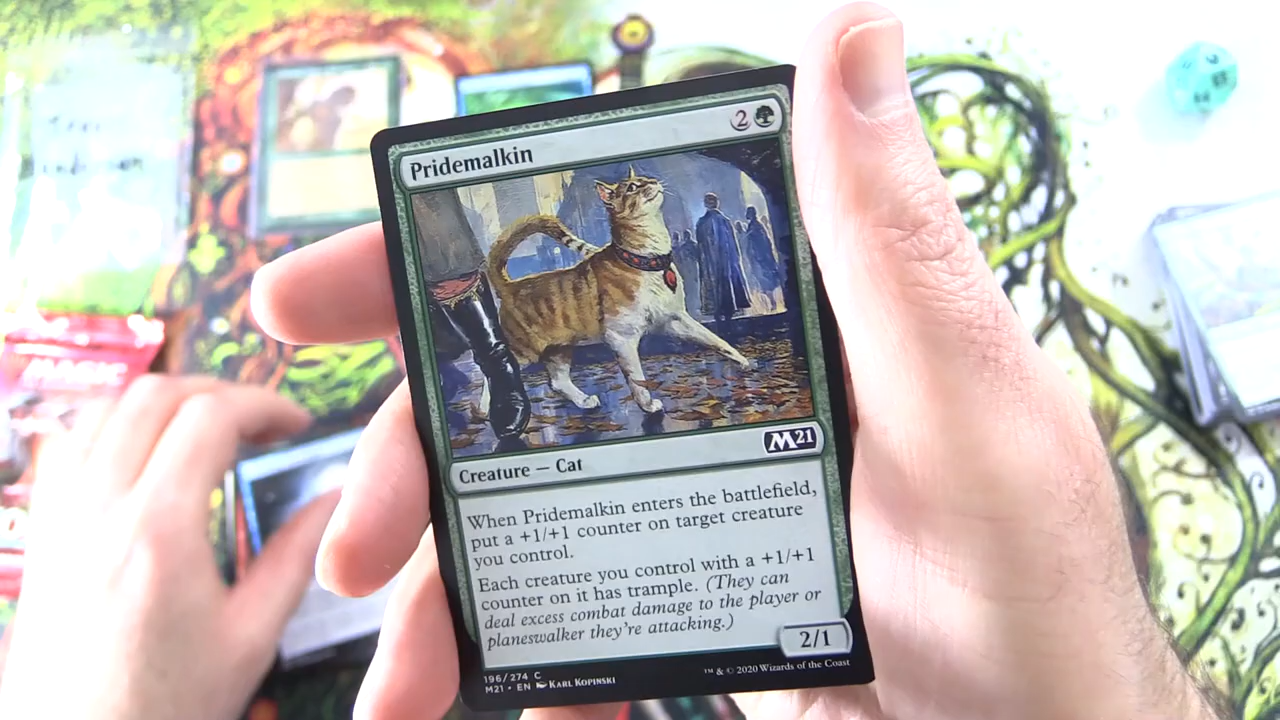 Pridemalkin
2
M21
Creature — Cat
When Pridemalkin enters the battlefield,
put a +1/+1 counter on target creature
you control.
Each creature you control with a +1/+1
counter on it has trample. (They can
deal excess combat damage to the player or
planeswalker they're attacking.)
2/1
196/274 C
M21 • EN Karl Kopinski
™ & © 2020 Wizards of the Coast
MAGIC